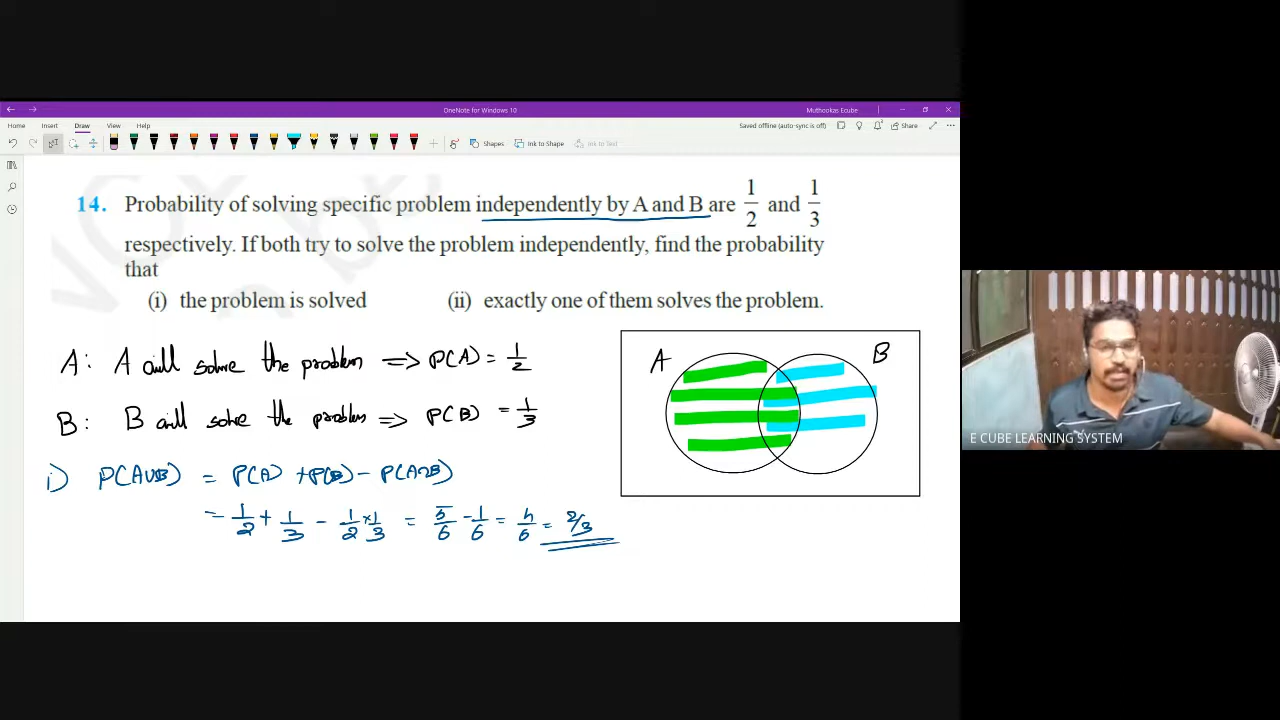 OneNote for Windows 10
Muthookas Ecube
Home Insert Draw View Help
Saved offline (auto-sync is off) Share
Shapes Ink to Shape Ink to Text
14. Probability of solving specific problem independently by A and B are 1/2 and 1/3
respectively. If both try to solve the problem independently, find the probability
that
(i) the problem is solved (ii) exactly one of them solves the problem.
A: A will solve the problem ⟹ P(A) = 1/2
B: B will solve the problem ⟹ P(B) = 1/3
A B
i) P(A∪B) = P(A) + P(B) - P(A∩B)
= 1/2 + 1/3 - 1/2 × 1/3 = 5/6 - 1/6 = 4/6 = 2/3
E CUBE LEARNING SYSTEM